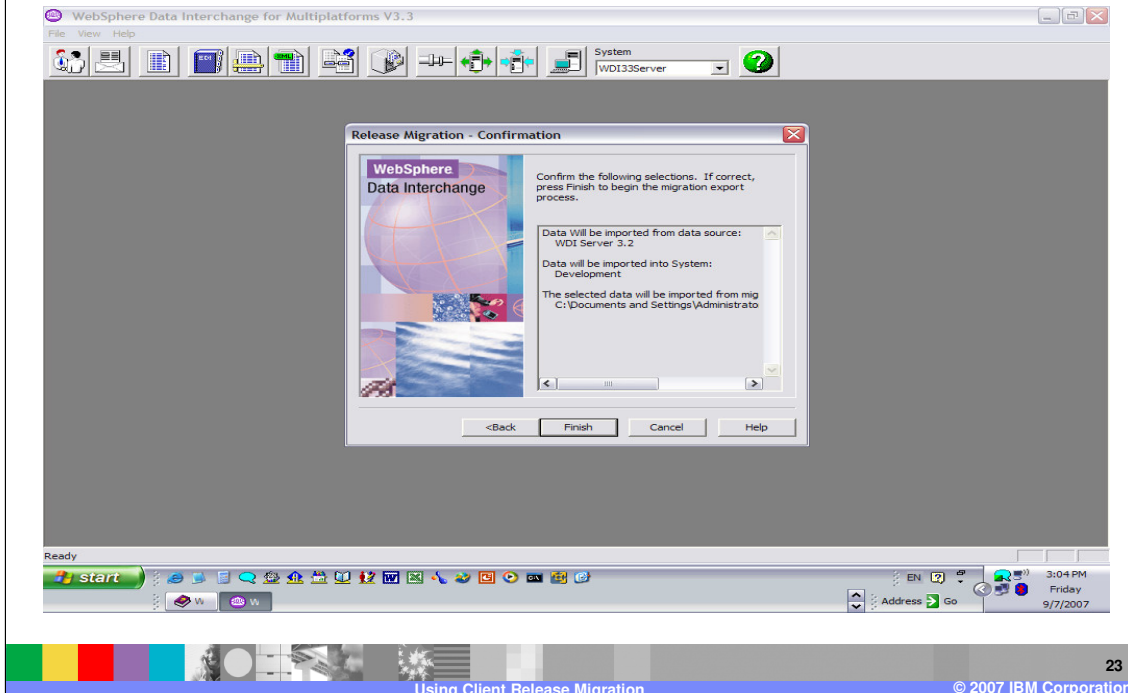 WebSphere Data Interchange for Multiplatforms V3.3
File View Help
System
WDI33Server
Release Migration - Confirmation
WebSphere
Data Interchange
Confirm the following selections. If correct,
press Finish to begin the migration export
process.
Data Will be imported from data source:
WDI Server 3.2
Data will be imported into System:
Development
The selected data will be imported from mig
C:\Documents and Settings\Administrato
<Back Finish Cancel Help
Ready
start
EN
3:04 PM
W
W
Address Go
Friday
9/7/2007
23
Using Client Release Migration
© 2007 IBM Corporation